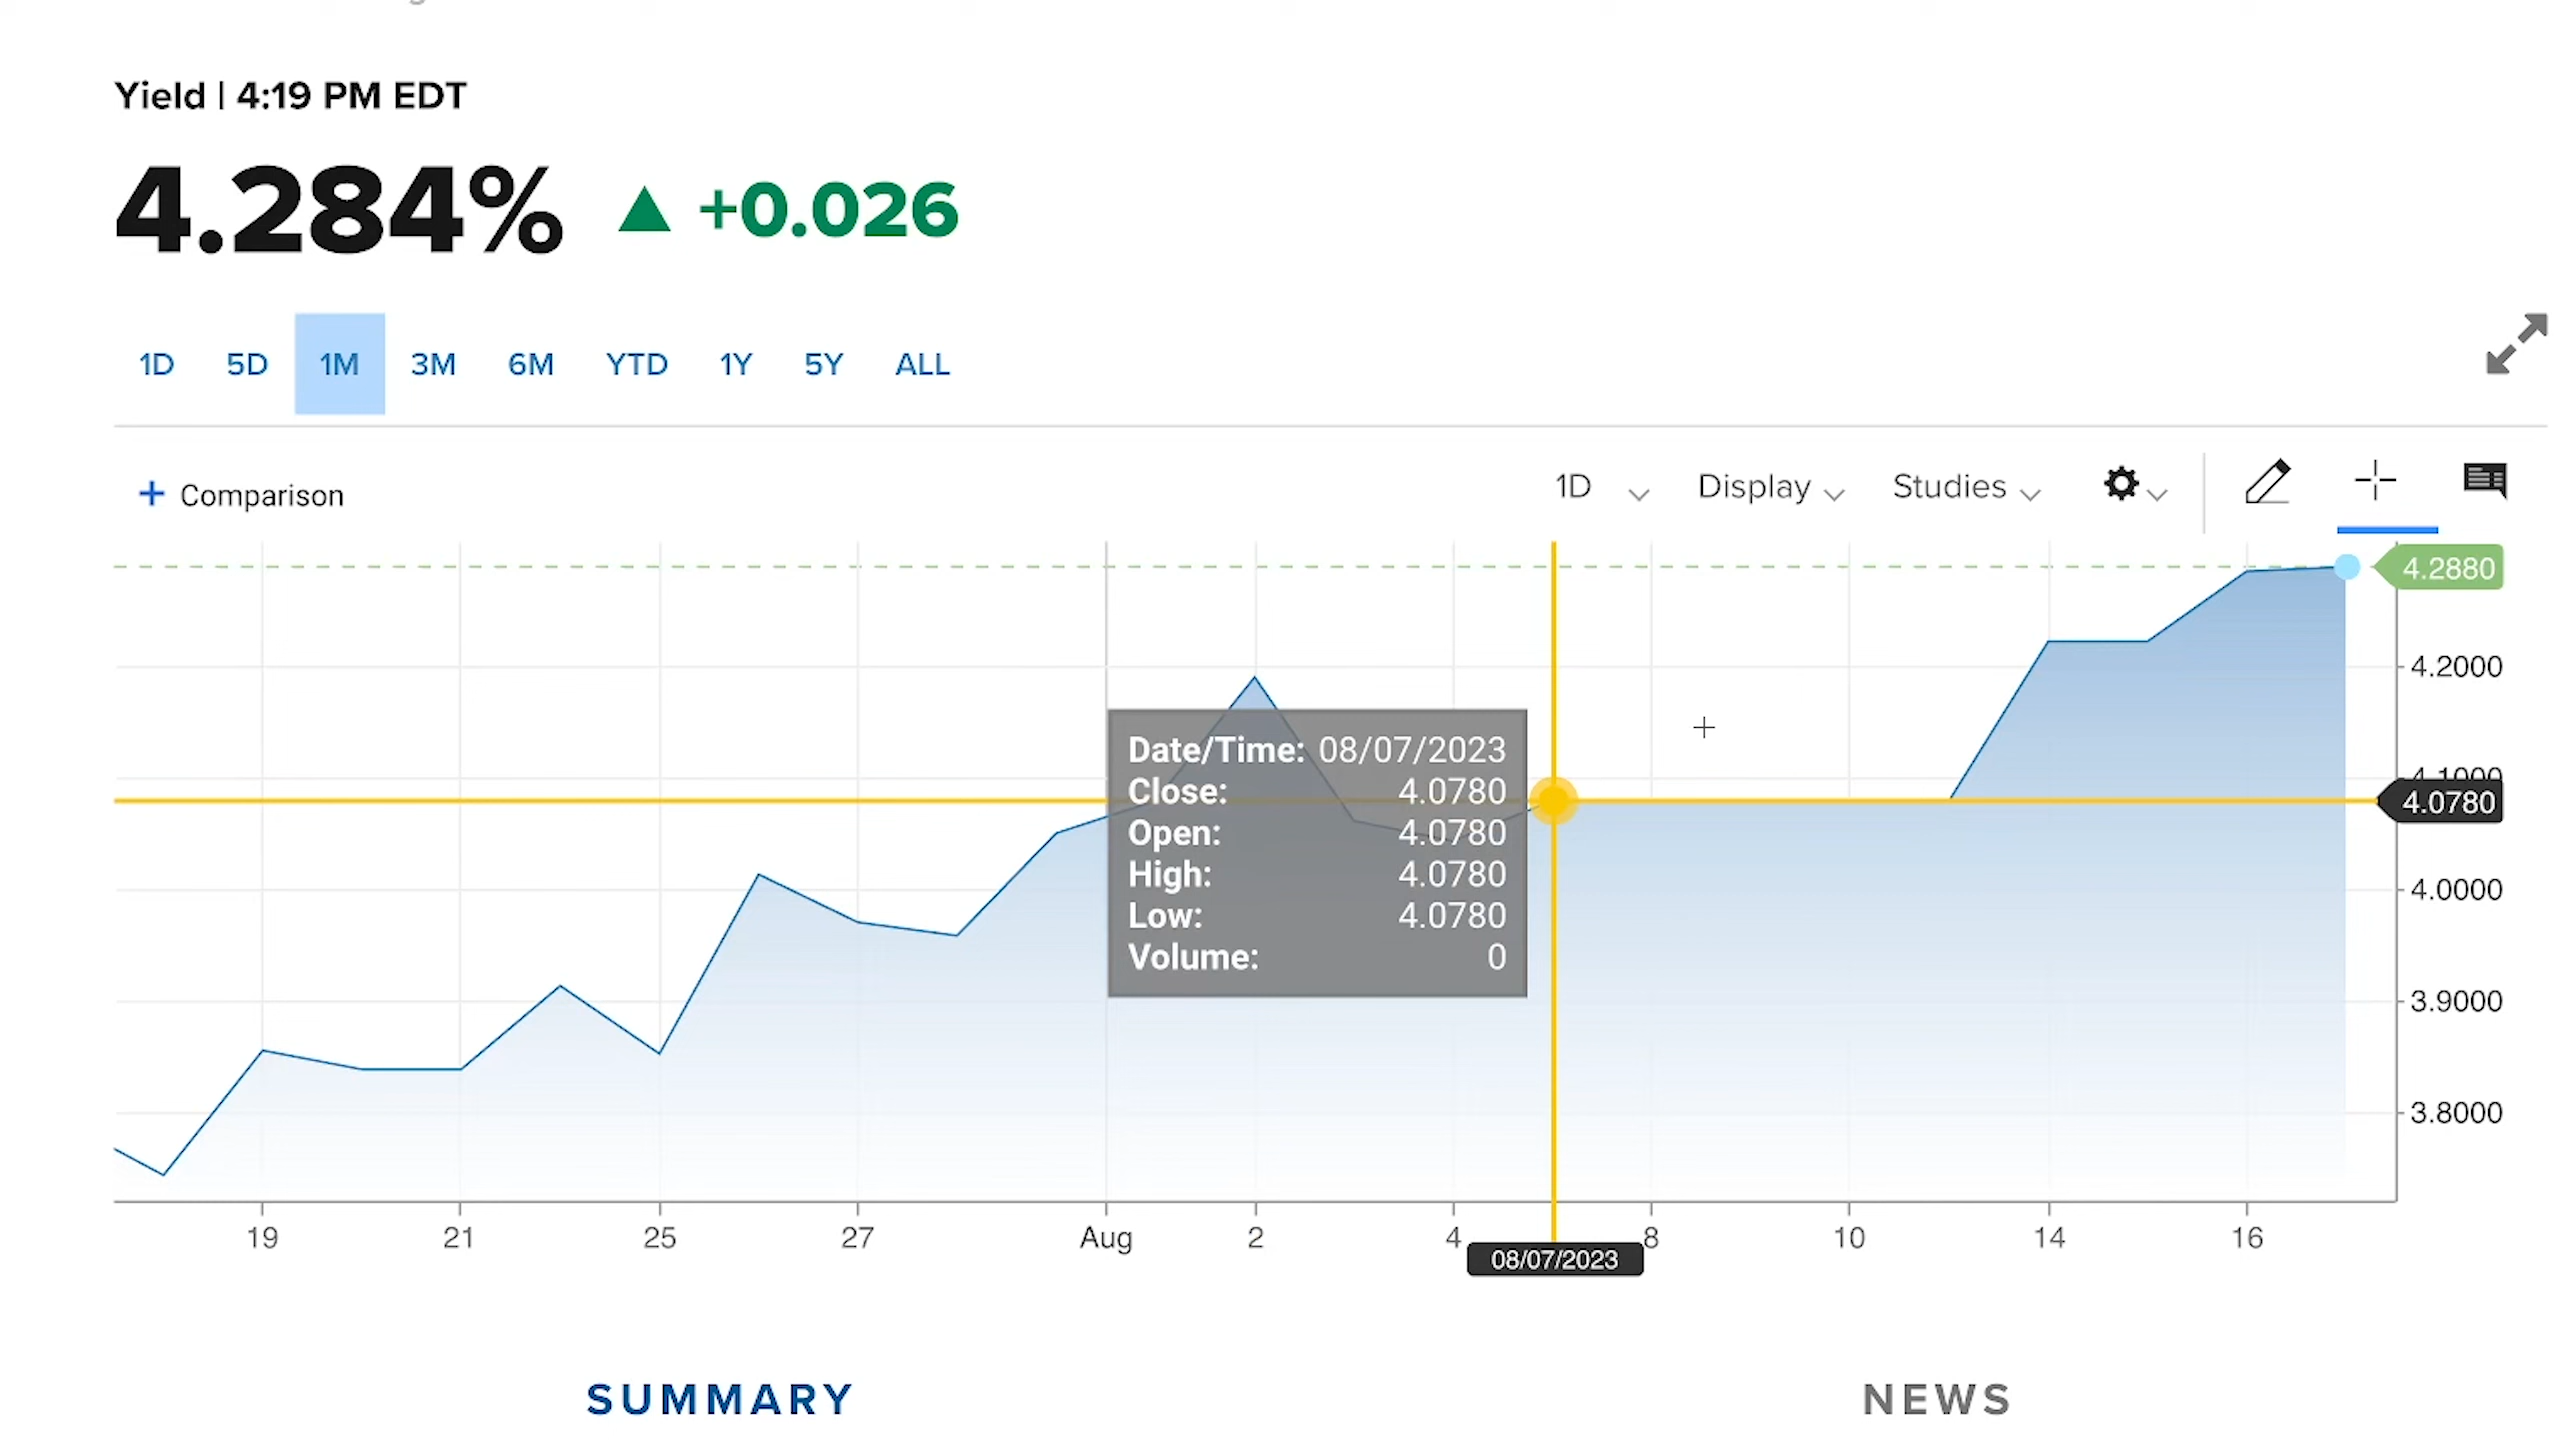 Yield | 4:19 PM EDT
4.284% ▲ +0.026
1D 5D 1M 3M 6M YTD 1Y 5Y ALL
+ Comparison
1D Display Studies
4.2880
4.2000
4.1000
4.0780
4.0000
3.9000
3.8000
Date/Time: 08/07/2023
Close: 4.0780
Open: 4.0780
High: 4.0780
Low: 4.0780
Volume: 0
19 21 25 27 Aug 2 4 8 10 14 16
08/07/2023
SUMMARY NEWS